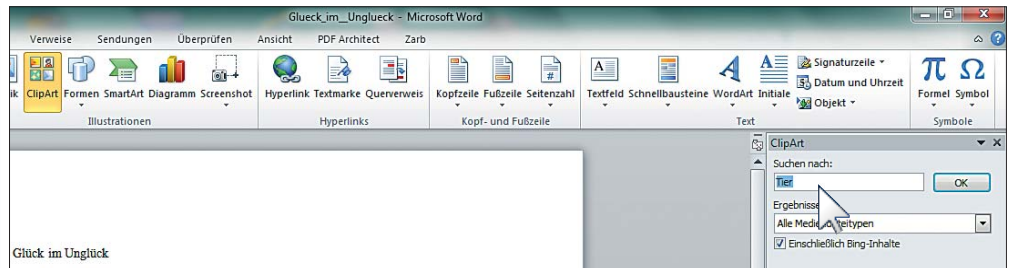 Glueck_im__Unglueck - Microsoft Word
Verweise Sendungen Überprüfen Ansicht PDF Architect Zarb
ik ClipArt Formen SmartArt Diagramm Screenshot Hyperlink Textmarke Querverweis Kopfzeile Fußzeile Seitenzahl Textfeld Schnellbausteine WordArt Initiale Signaturzeile Formel Symbol
Datum und Uhrzeit
Objekt
Illustrationen Hyperlinks Kopf- und Fußzeile Text Symbole
ClipArt
Suchen nach:
Tier OK
Ergebnisse
Alle Mediendateitypen
Einschließlich Bing-Inhalte
Glück im Unglück